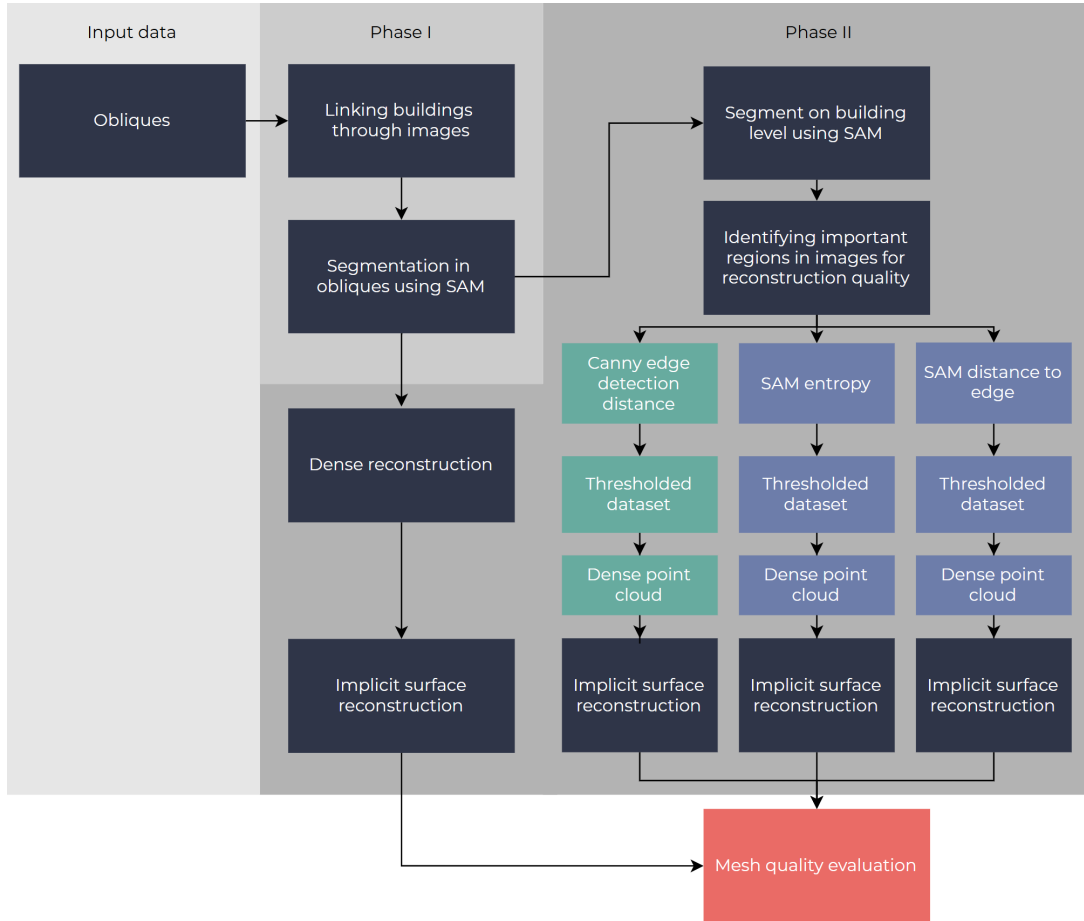 Input data
Phase I
Phase II
Obliques
Linking buildings
through images
Segmentation in
obliques using SAM
Dense reconstruction
Implicit surface
reconstruction
Segment on building
level using SAM
Identifying important
regions in images for
reconstruction quality
Canny edge
detection
distance
SAM entropy
SAM distance to
edge
Thresholded
dataset
Thresholded
dataset
Thresholded
dataset
Dense point
cloud
Dense point
cloud
Dense point
cloud
Implicit surface
reconstruction
Implicit surface
reconstruction
Implicit surface
reconstruction
Mesh quality evaluation